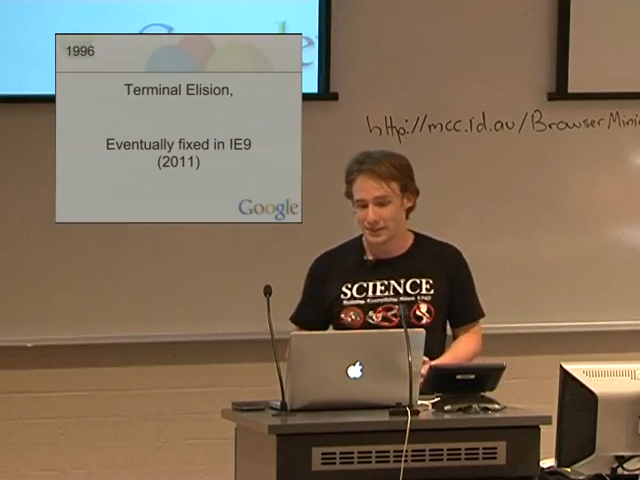 1996
Terminal Elision,
Eventually fixed in IE9
(2011)
Google
http://mcc.id.au/BrowserMini
SCIENCE